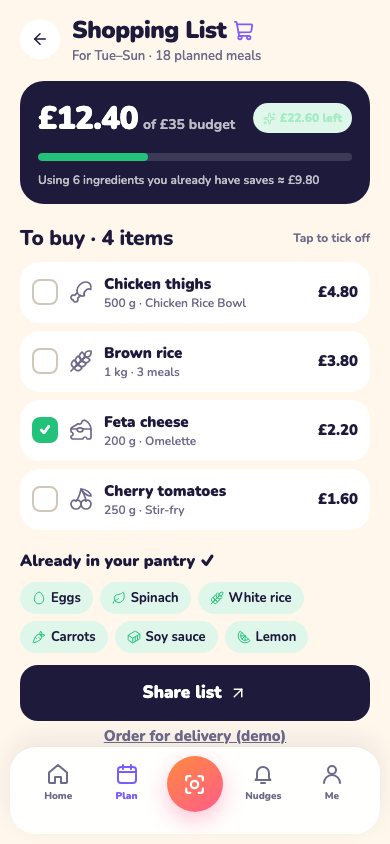 Shopping List
For Tue–Sun · 18 planned meals
£12.40 of £35 budget
£22.60 left
Using 6 ingredients you already have saves ≈ £9.80
To buy · 4 items
Tap to tick off
Chicken thighs
500 g · Chicken Rice Bowl
£4.80
Brown rice
1 kg · 3 meals
£3.80
Feta cheese
200 g · Omelette
£2.20
Cherry tomatoes
250 g · Stir-fry
£1.60
Already in your pantry ✓
Eggs Spinach White rice
Carrots Soy sauce Lemon
Share list ↗
Order for delivery (demo)
Home Plan Nudges Me